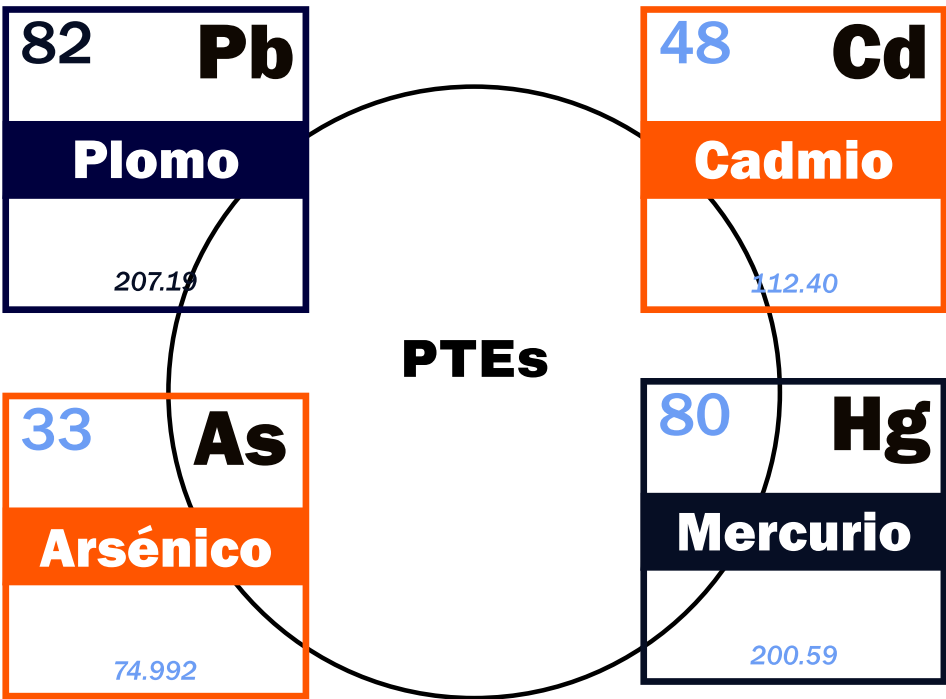 82 Pb
Plomo
207.19
48 Cd
Cadmio
112.40
PTEs
33 As
Arsénico
74.992
80 Hg
Mercurio
200.59